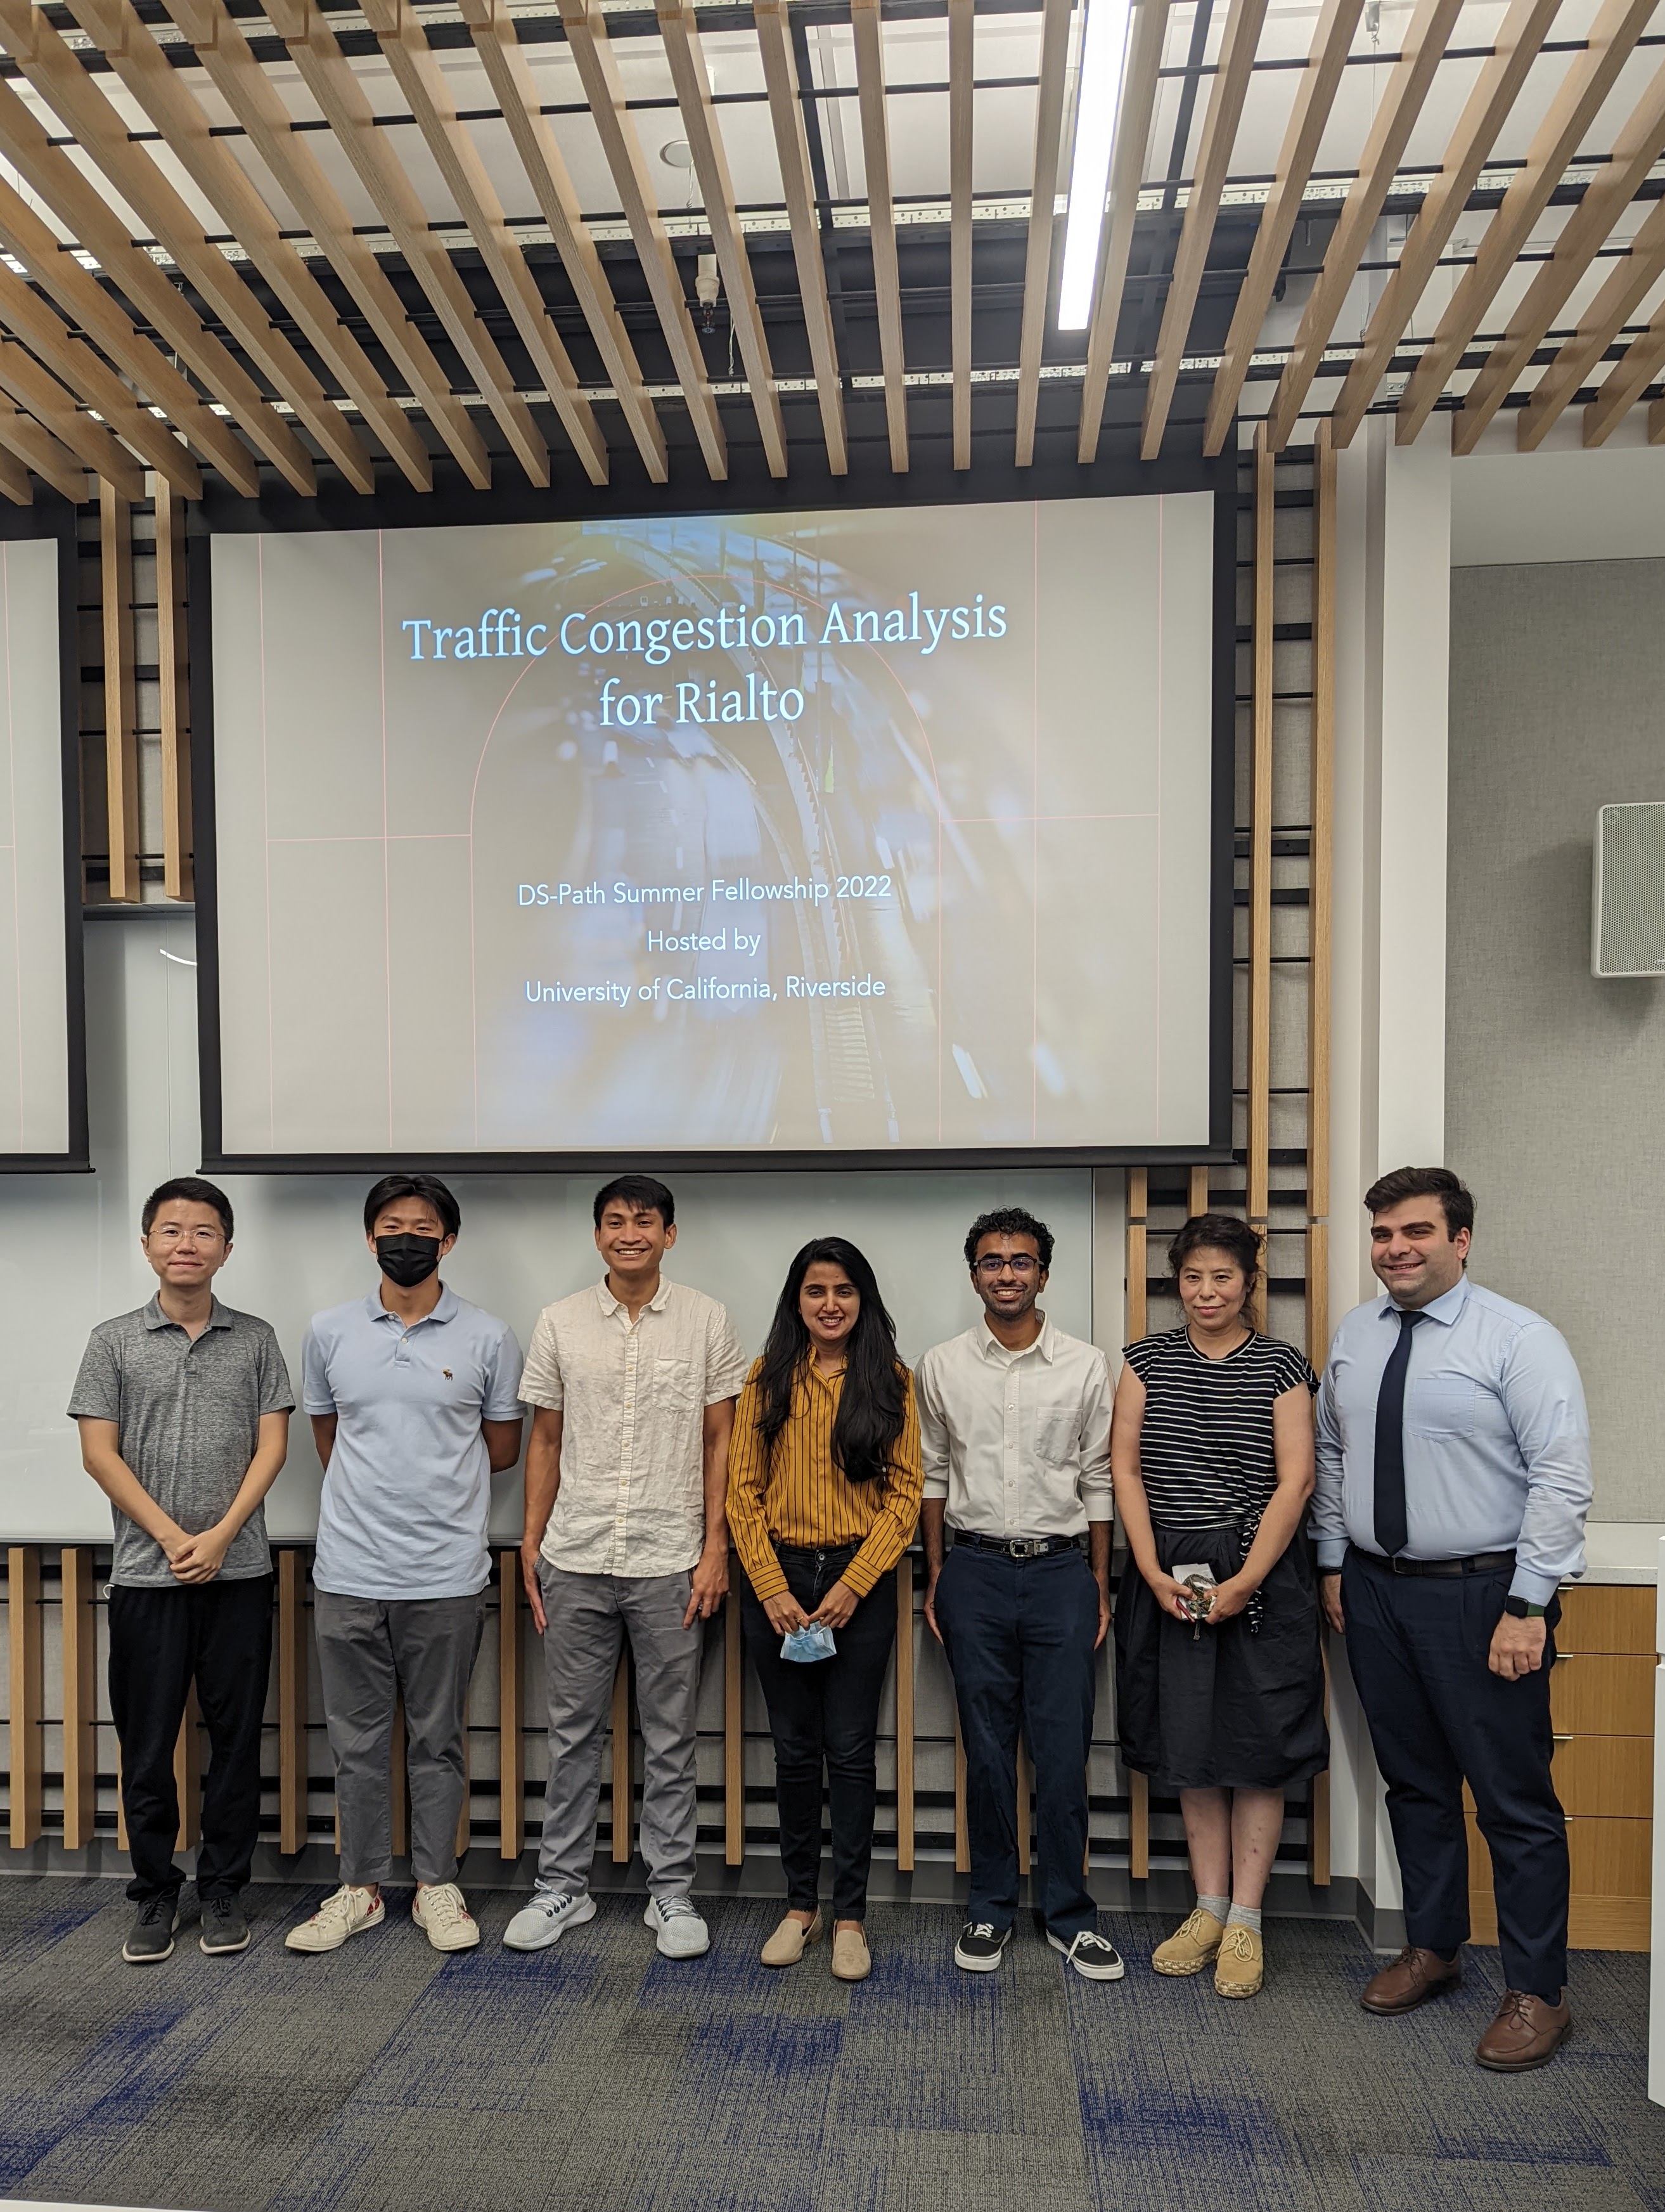 Traffic Congestion Analysis
for Rialto
DS-Path Summer Fellowship 2022
Hosted by
University of California, Riverside